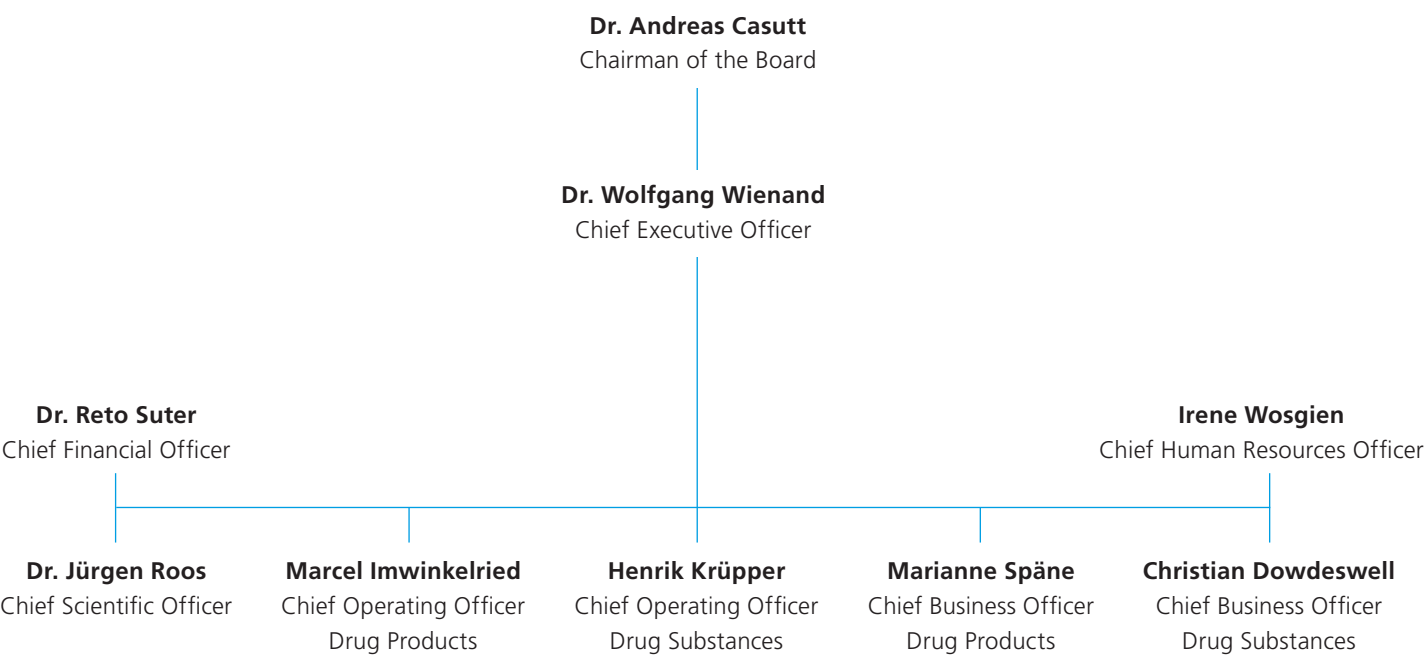 Dr. Andreas Casutt
Chairman of the Board
Dr. Wolfgang Wienand
Chief Executive Officer
Dr. Reto Suter
Chief Financial Officer
Irene Wosgien
Chief Human Resources Officer
Dr. Jürgen Roos
Chief Scientific Officer
Marcel Imwinkelried
Chief Operating Officer
Drug Products
Henrik Krüpper
Chief Operating Officer
Drug Substances
Marianne Späne
Chief Business Officer
Drug Products
Christian Dowdeswell
Chief Business Officer
Drug Substances